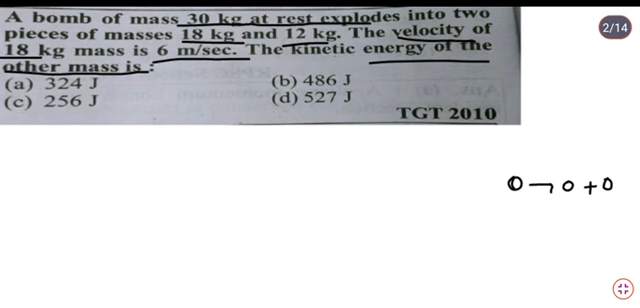 A bomb of mass 30 kg at rest explodes into two
pieces of masses 18 kg and 12 kg. The velocity of
18 kg mass is 6 m/sec. The kinetic energy of the
other mass is :
(a) 324 J (b) 486 J
(c) 256 J (d) 527 J
TGT 2010
2/14
0 → 0 + 0